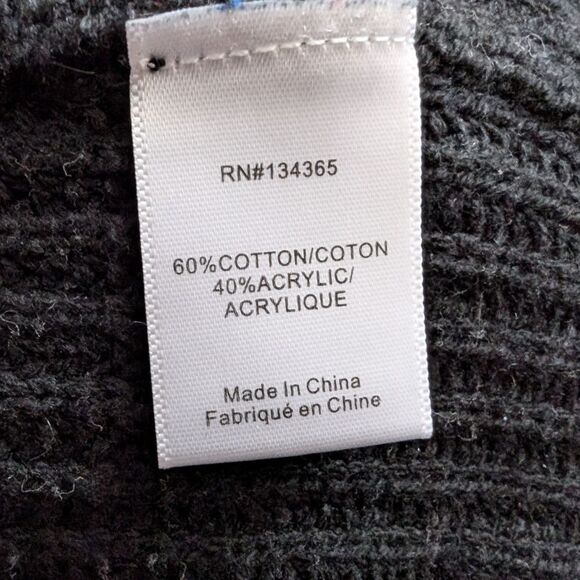 RN#134365
60%COTTON/COTON
40%ACRYLIC/
ACRYLIQUE
Made In China
Fabriqué en Chine